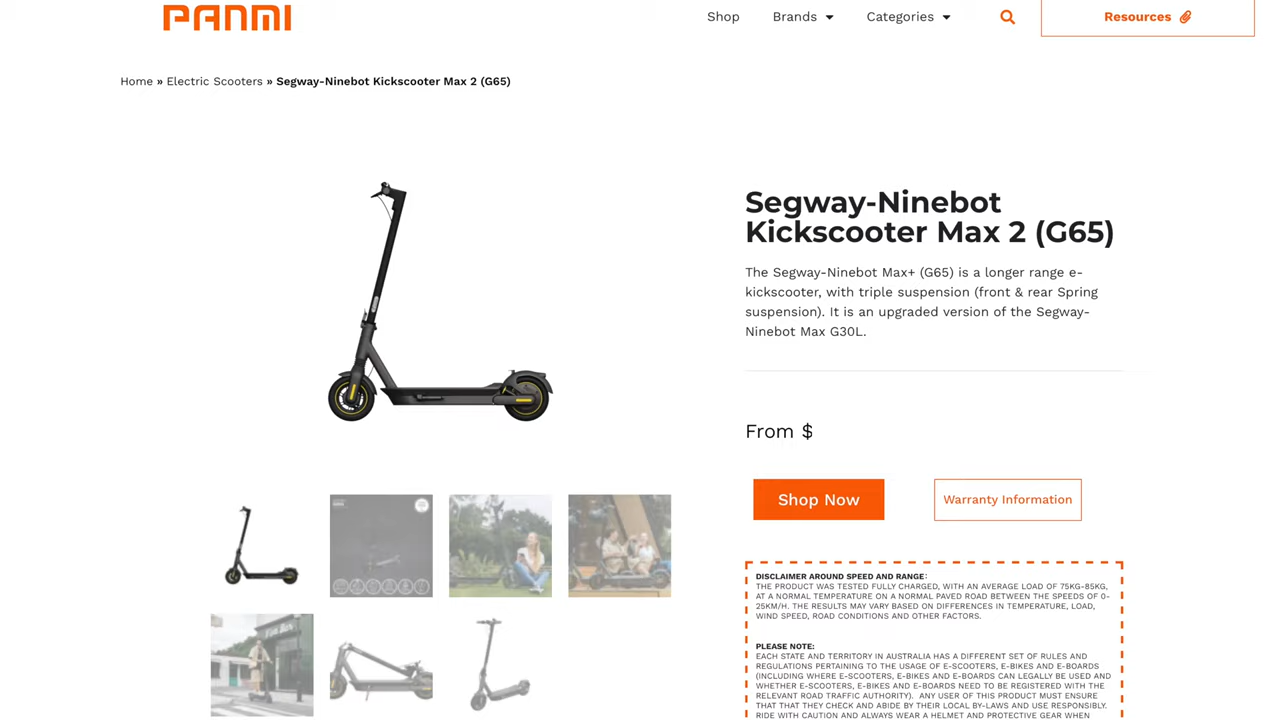 PANMI
Shop
Brands
Categories
Resources
Home » Electric Scooters » Segway-Ninebot Kickscooter Max 2 (G65)
Segway-Ninebot
Kickscooter Max 2 (G65)
The Segway-Ninebot Max+ (G65) is a longer range e-
kickscooter, with triple suspension (front & rear Spring
suspension). It is an upgraded version of the Segway-
Ninebot Max G30L.
From $
Shop Now
Warranty Information
DISCLAIMER AROUND SPEED AND RANGE:
THE PRODUCT WAS TESTED FULLY CHARGED, WITH AN AVERAGE LOAD OF 75KG-85KG,
AT A NORMAL TEMPERATURE ON A NORMAL PAVED ROAD BETWEEN THE SPEEDS OF 0-
25KM/H. THE RESULTS MAY VARY BASED ON DIFFERENCES IN TEMPERATURE, LOAD,
WIND SPEED, ROAD CONDITIONS AND OTHER FACTORS.
PLEASE NOTE:
EACH STATE AND TERRITORY IN AUSTRALIA HAS A DIFFERENT SET OF RULES AND
REGULATIONS PERTAINING TO THE USAGE OF E-SCOOTERS, E-BIKES AND E-BOARDS
(INCLUDING WHERE E-SCOOTERS, E-BIKES AND E-BOARDS CAN LEGALLY BE USED AND
WHETHER E-SCOOTERS, E-BIKES AND E-BOARDS NEED TO BE REGISTERED WITH THE
RELEVANT ROAD TRAFFIC AUTHORITY). ANY USER OF THIS PRODUCT MUST ENSURE
THAT THEY CHECK AND ABIDE BY THEIR LOCAL BY-LAWS AND USE RESPONSIBLY.
RIDE WITH CAUTION AND ALWAYS WEAR A HELMET AND PROTECTIVE GEAR WHEN